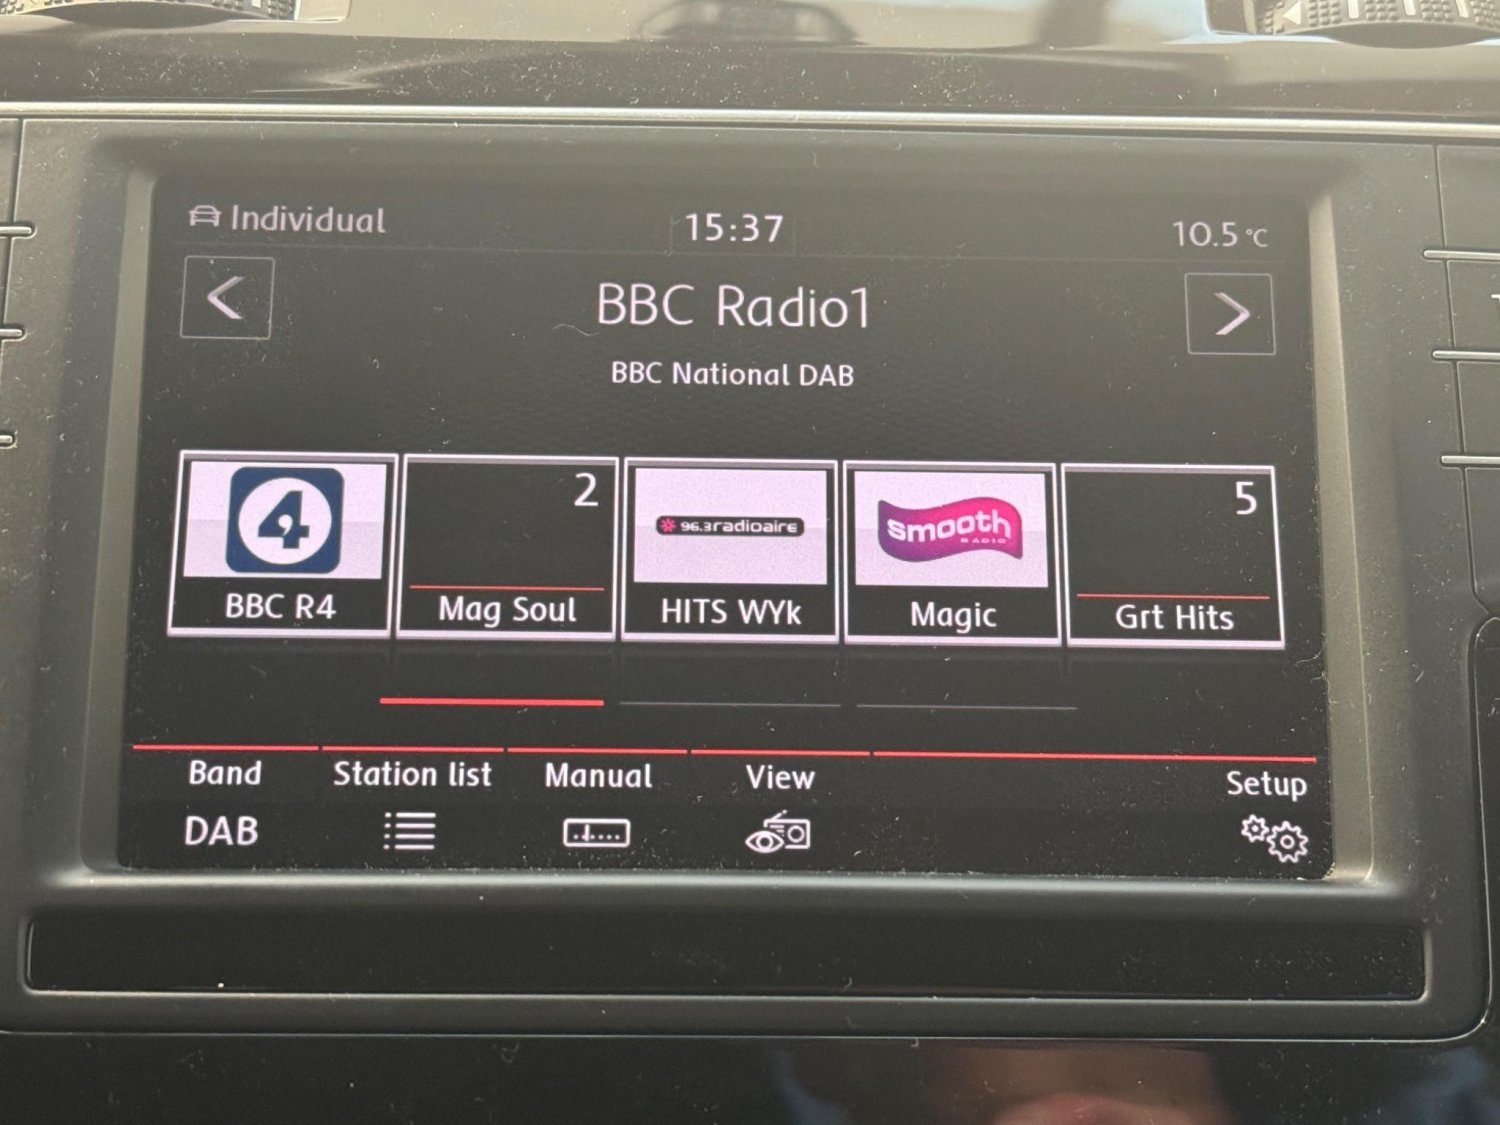 Individual
15:37
10.5 °C
BBC Radio1
BBC National DAB
4
2
96.3radioaire
smooth
RADIO
5
BBC R4
Mag Soul
HITS WYk
Magic
Grt Hits
Band
Station list
Manual
View
Setup
DAB